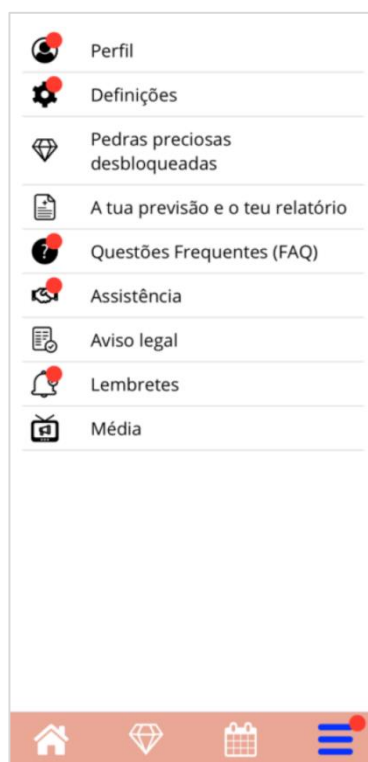 Perfil
Definições
Pedras preciosas
desbloqueadas
A tua previsão e o teu relatório
Questões Frequentes (FAQ)
Assistência
Aviso legal
Lembretes
Média